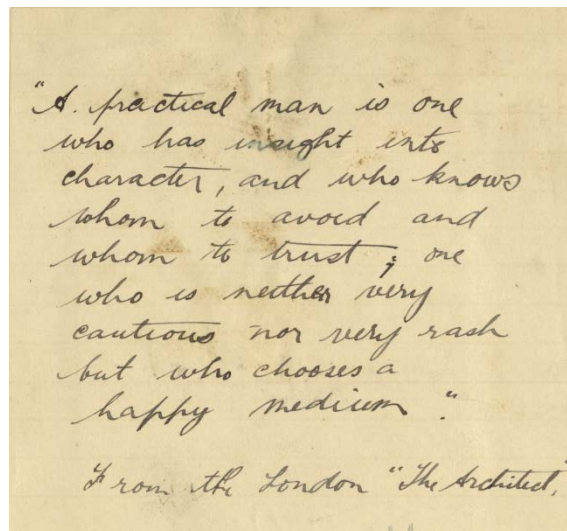 "A. practical man is one
who has insight into
character, and who knows
whom to avoid and
whom to trust; one
who is neither very
cautious nor very rash
but who chooses a
happy medium."
From the London "The Architect,